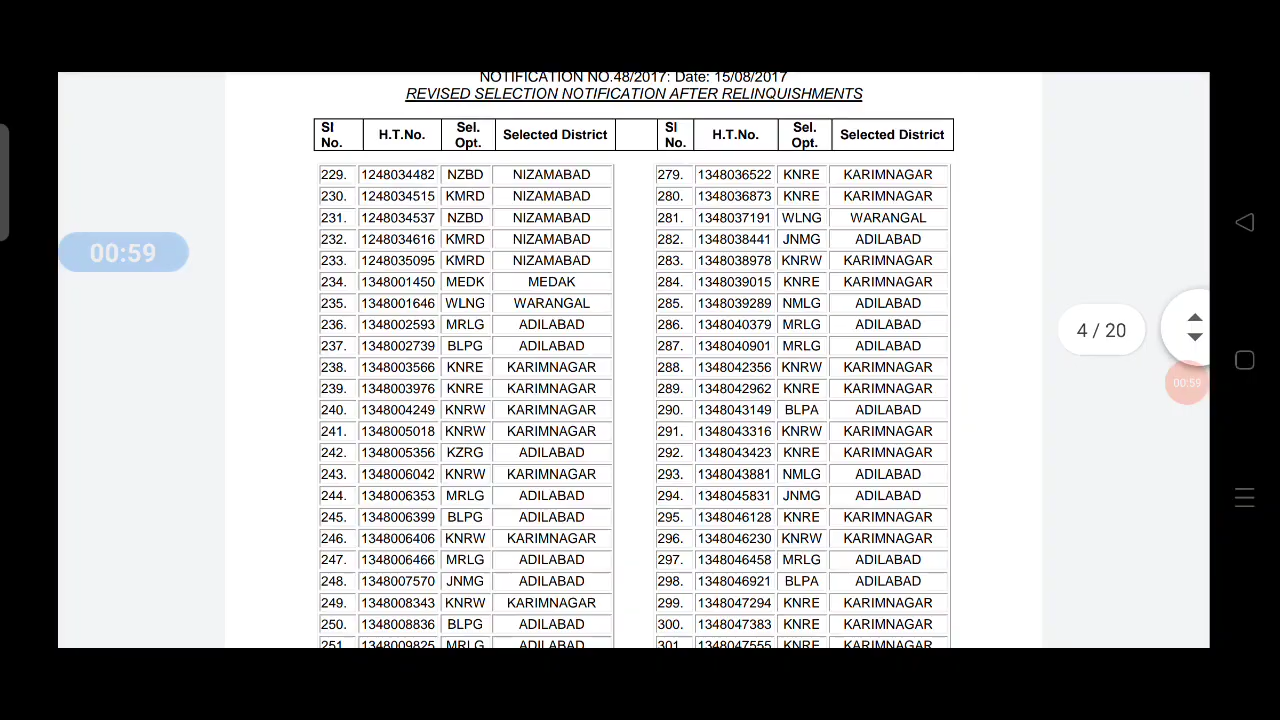 NOTIFICATION NO.48/2017: Date: 15/08/2017
REVISED SELECTION NOTIFICATION AFTER RELINQUISHMENTS
Sl No. H.T.No. Sel. Opt. Selected District Sl No. H.T.No. Sel. Opt. Selected District
229. 1248034482 NZBD NIZAMABAD 279. 1348036522 KNRE KARIMNAGAR
230. 1248034515 KMRD NIZAMABAD 280. 1348036873 KNRE KARIMNAGAR
231. 1248034537 NZBD NIZAMABAD 281. 1348037191 WLNG WARANGAL
232. 1248034616 KMRD NIZAMABAD 282. 1348038441 JNMG ADILABAD
233. 1248035095 KMRD NIZAMABAD 283. 1348038978 KNRW KARIMNAGAR
234. 1348001450 MEDK MEDAK 284. 1348039015 KNRE KARIMNAGAR
235. 1348001646 WLNG WARANGAL 285. 1348039289 NMLG ADILABAD
236. 1348002593 MRLG ADILABAD 286. 1348040379 MRLG ADILABAD
237. 1348002739 BLPG ADILABAD 287. 1348040901 MRLG ADILABAD
238. 1348003566 KNRE KARIMNAGAR 288. 1348042356 KNRW KARIMNAGAR
239. 1348003976 KNRE KARIMNAGAR 289. 1348042962 KNRE KARIMNAGAR
240. 1348004249 KNRW KARIMNAGAR 290. 1348043149 BLPA ADILABAD
241. 1348005018 KNRW KARIMNAGAR 291. 1348043316 KNRW KARIMNAGAR
242. 1348005356 KZRG ADILABAD 292. 1348043423 KNRE KARIMNAGAR
243. 1348006042 KNRW KARIMNAGAR 293. 1348043881 NMLG ADILABAD
244. 1348006353 MRLG ADILABAD 294. 1348045831 JNMG ADILABAD
245. 1348006399 BLPG ADILABAD 295. 1348046128 KNRE KARIMNAGAR
246. 1348006406 KNRW KARIMNAGAR 296. 1348046230 KNRW KARIMNAGAR
247. 1348006466 MRLG ADILABAD 297. 1348046458 MRLG ADILABAD
248. 1348007570 JNMG ADILABAD 298. 1348046921 BLPA ADILABAD
249. 1348008343 KNRW KARIMNAGAR 299. 1348047294 KNRE KARIMNAGAR
250. 1348008836 BLPG ADILABAD 300. 1348047383 KNRE KARIMNAGAR
251. 1348009825 MRLG ADILABAD 301. 1348047555 KNRE KARIMNAGAR
00:59
4 / 20
00:59